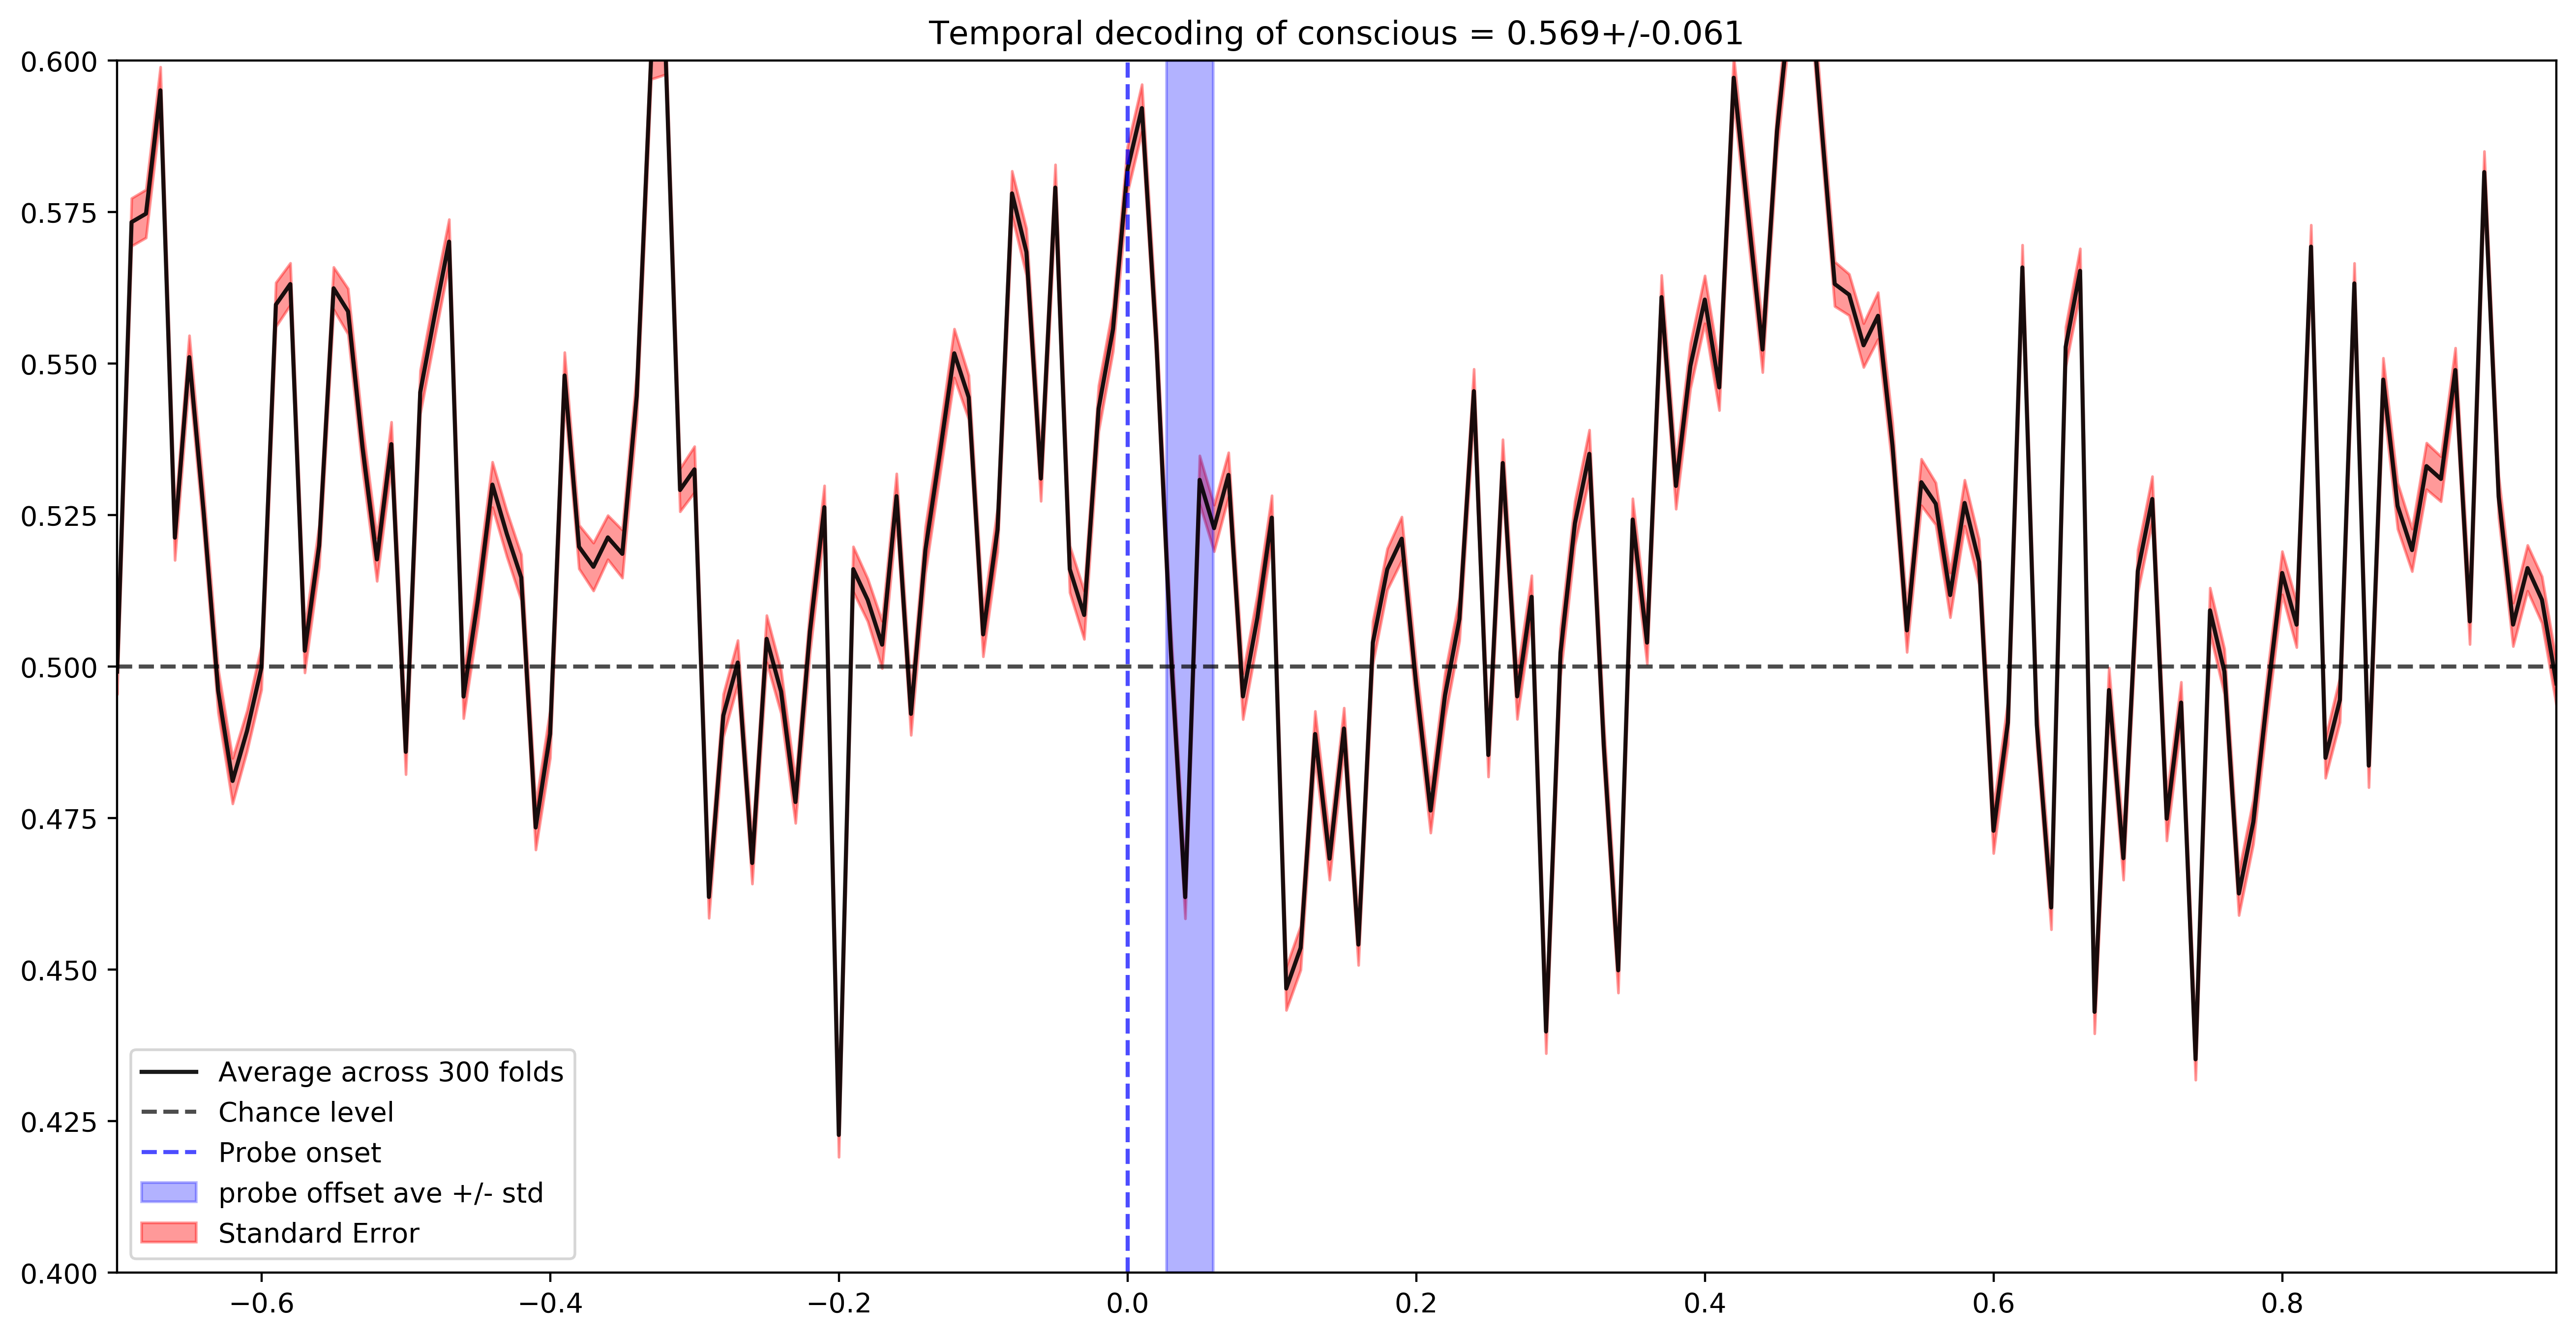 Temporal decoding of conscious = 0.569+/-0.061
0.600
0.575
0.550
0.525
0.500
0.475
0.450
0.425
0.400
Average across 300 folds
Chance level
Probe onset
probe offset ave +/- std
Standard Error
−0.6 −0.4 −0.2 0.0 0.2 0.4 0.6 0.8